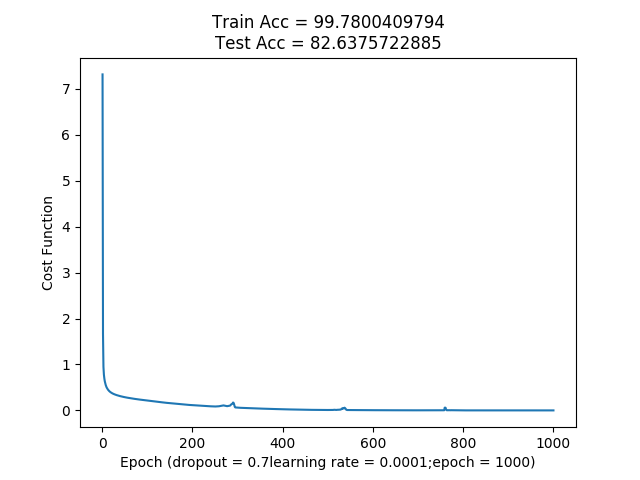 Train Acc = 99.7800409794
Test Acc = 82.6375722885
7
6
5
4
3
2
1
0
Cost Function
0 200 400 600 800 1000
Epoch (dropout = 0.7learning rate = 0.0001;epoch = 1000)